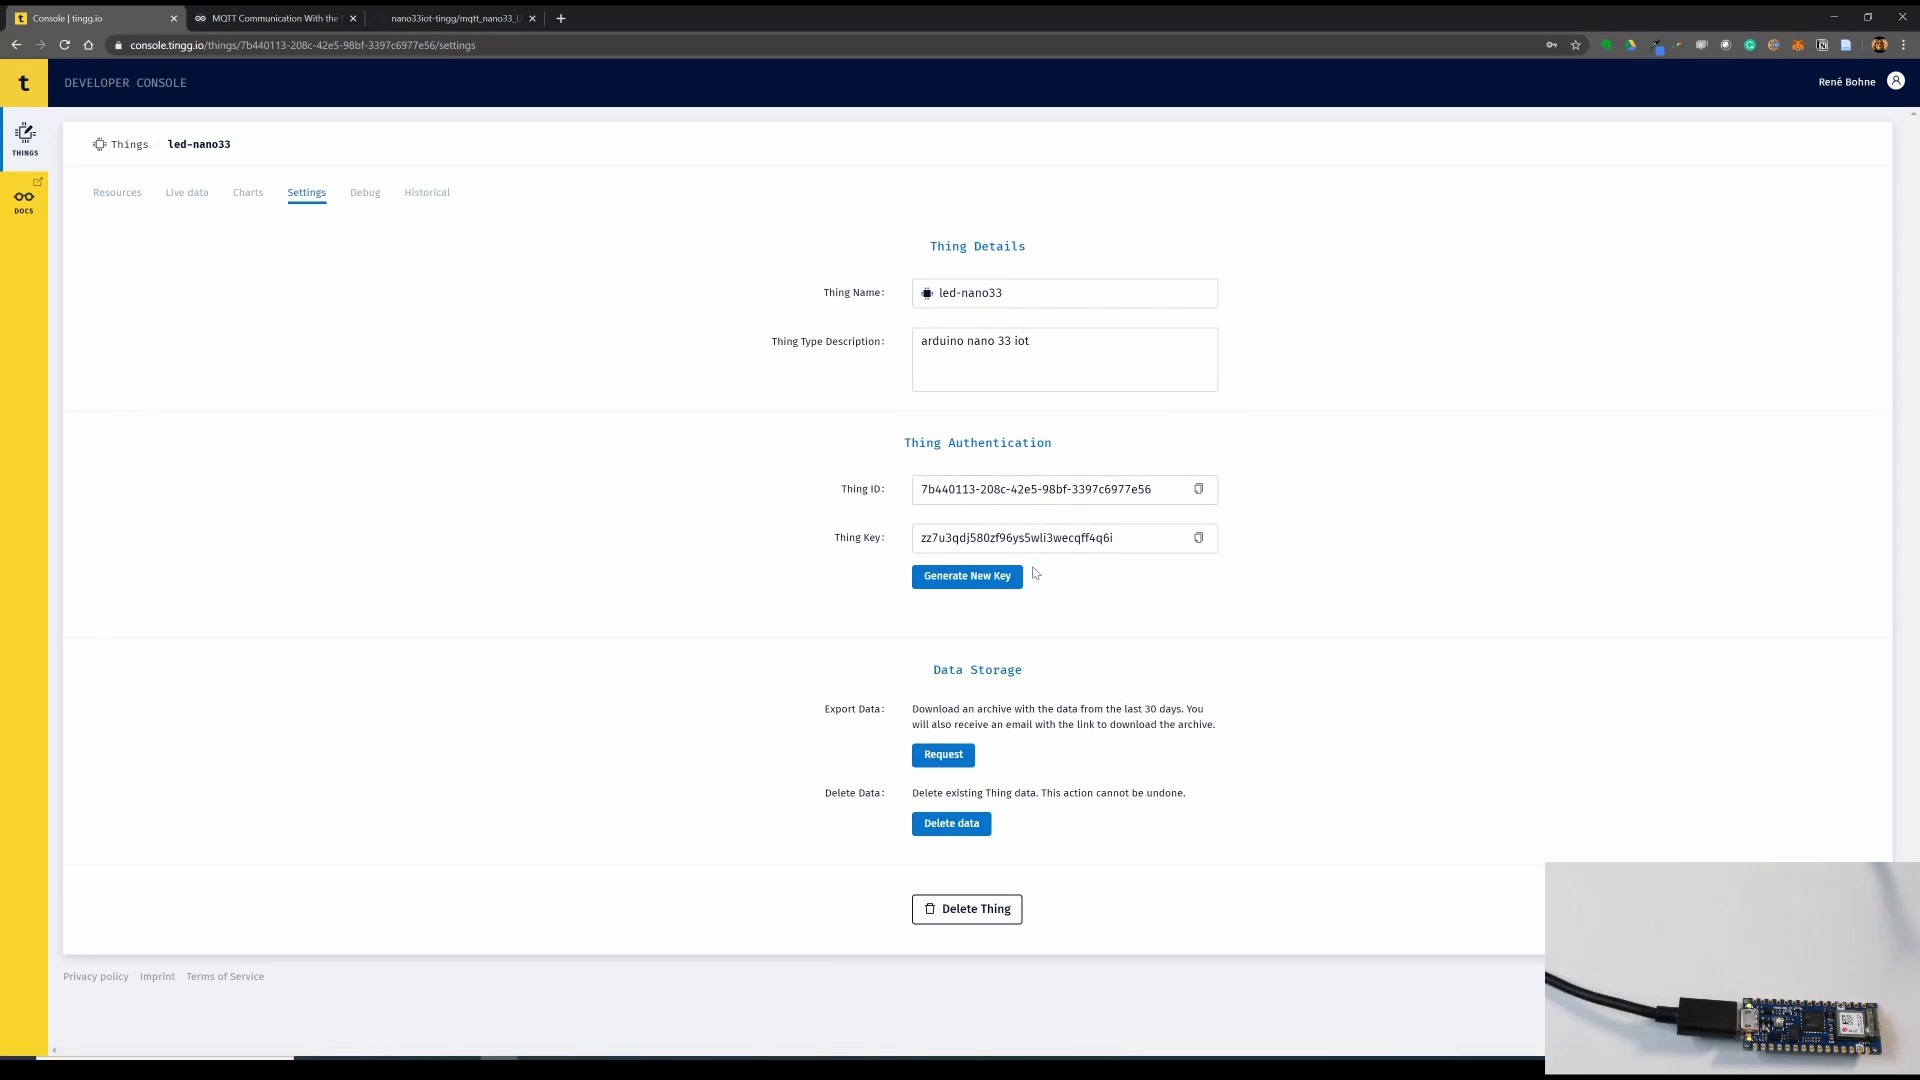 Console | tingg.io
MQTT Communication With the
nano33iot-tingg/mqtt_nano33_
console.tingg.io/things/7b440113-208c-42e5-98bf-3397c6977e56/settings
t
DEVELOPER CONSOLE
René Bohne
THINGS
DOCS
Things
led-nano33
Resources
Live data
Charts
Settings
Debug
Historical
Thing Details
Thing Name:
led-nano33
Thing Type Description:
arduino nano 33 iot
Thing Authentication
Thing ID:
7b440113-208c-42e5-98bf-3397c6977e56
Thing Key:
zz7u3qdj580zf96ys5wli3wecqff4q6i
Generate New Key
Data Storage
Export Data:
Download an archive with the data from the last 30 days. You
will also receive an email with the link to download the archive.
Request
Delete Data:
Delete existing Thing data. This action cannot be undone.
Delete data
Delete Thing
Privacy policy
Imprint
Terms of Service